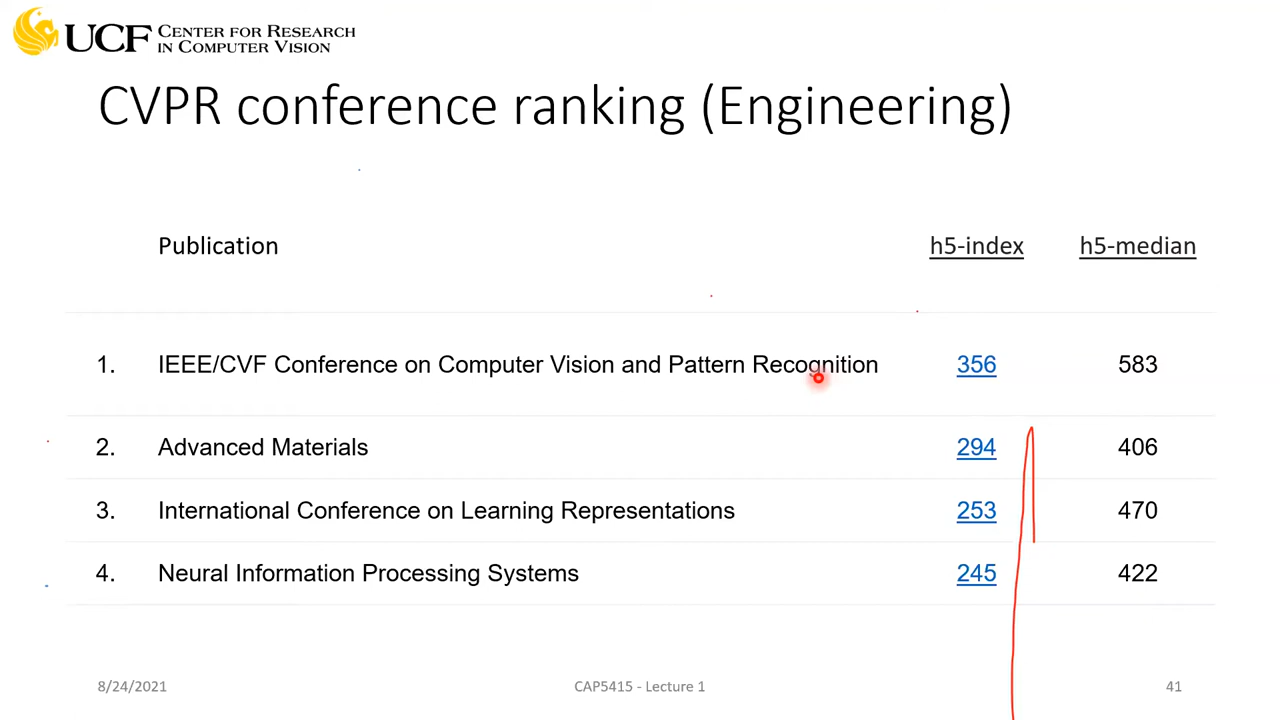 UCF CENTER FOR RESEARCH
IN COMPUTER VISION
CVPR conference ranking (Engineering)
Publication h5-index h5-median
1. IEEE/CVF Conference on Computer Vision and Pattern Recognition 356 583
2. Advanced Materials 294 406
3. International Conference on Learning Representations 253 470
4. Neural Information Processing Systems 245 422
8/24/2021 CAP5415 - Lecture 1 41